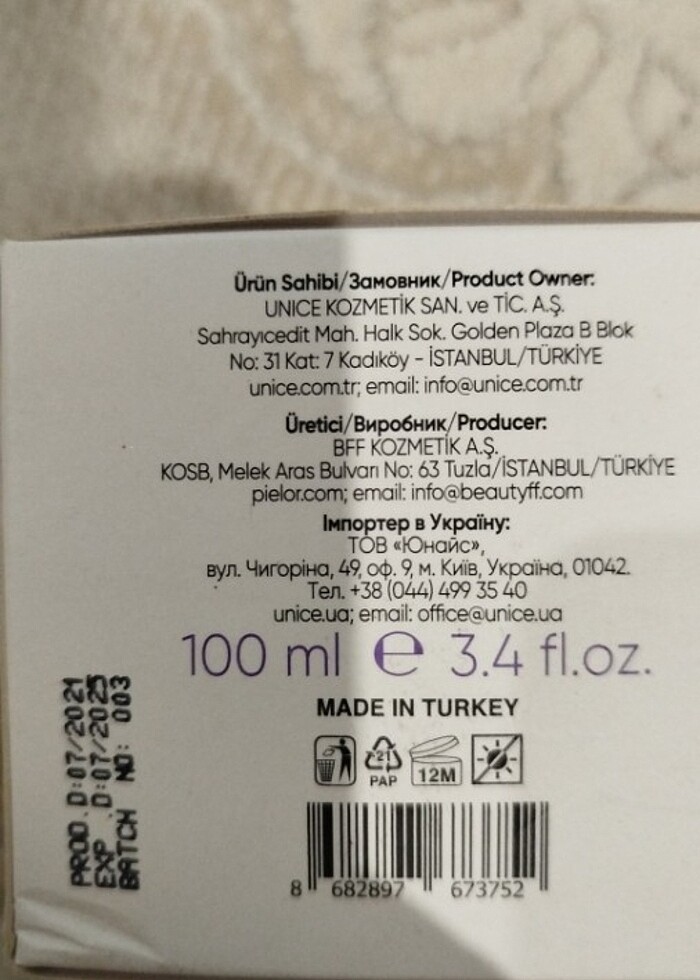 Ürün Sahibi/Замовник/Product Owner:
UNICE KOZMETİK SAN. ve TİC. A.Ş.
Sahrayıcedit Mah. Halk Sok. Golden Plaza B Blok
No: 31 Kat: 7 Kadıköy - İSTANBUL/TÜRKİYE
unice.com.tr; email: info@unice.com.tr
Üretici/Виробник/Producer:
BFF KOZMETİK A.Ş.
KOSB, Melek Aras Bulvarı No: 63 Tuzla/İSTANBUL/TÜRKİYE
pielor.com; email: info@beautyff.com
Імпортер в Україну:
ТОВ «Юнайс»,
вул. Чигоріна, 49, оф. 9, м. Київ, Україна, 01042.
Тел. +38 (044) 499 35 40
unice.ua; email: office@unice.ua
100 ml e 3.4 fl.oz.
MADE IN TURKEY
21
PAP
12M
8 682897 673752
PROD. D:07/2021
EXP. D:07/2025
BATCH NO: 003